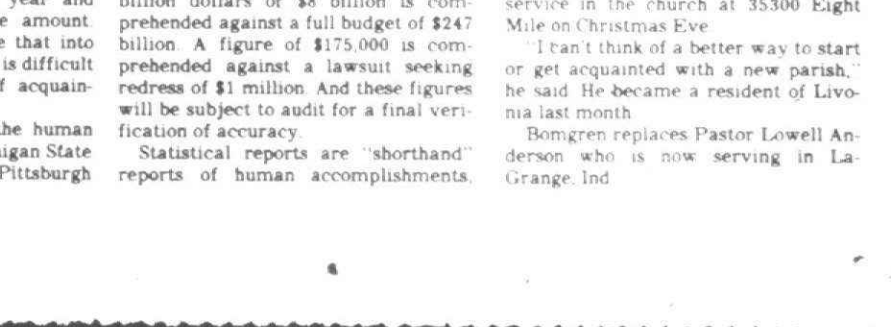 year and
e amount.
e that into
is difficult
f acquain-
he human
igan State
Pittsburgh
billion dollars or $8 billion is com-
prehended against a full budget of $247
billion. A figure of $175,000 is com-
prehended against a lawsuit seeking
redress of $1 million. And these figures
will be subject to audit for a final veri-
fication of accuracy.
Statistical reports are "shorthand"
reports of human accomplishments,
service in the church at 35300 Eight
Mile on Christmas Eve
"I can't think of a better way to start
or get acquainted with a new parish,"
he said He became a resident of Livo-
nia last month
Bomgren replaces Pastor Lowell An-
derson who is now serving in La-
Grange, Ind